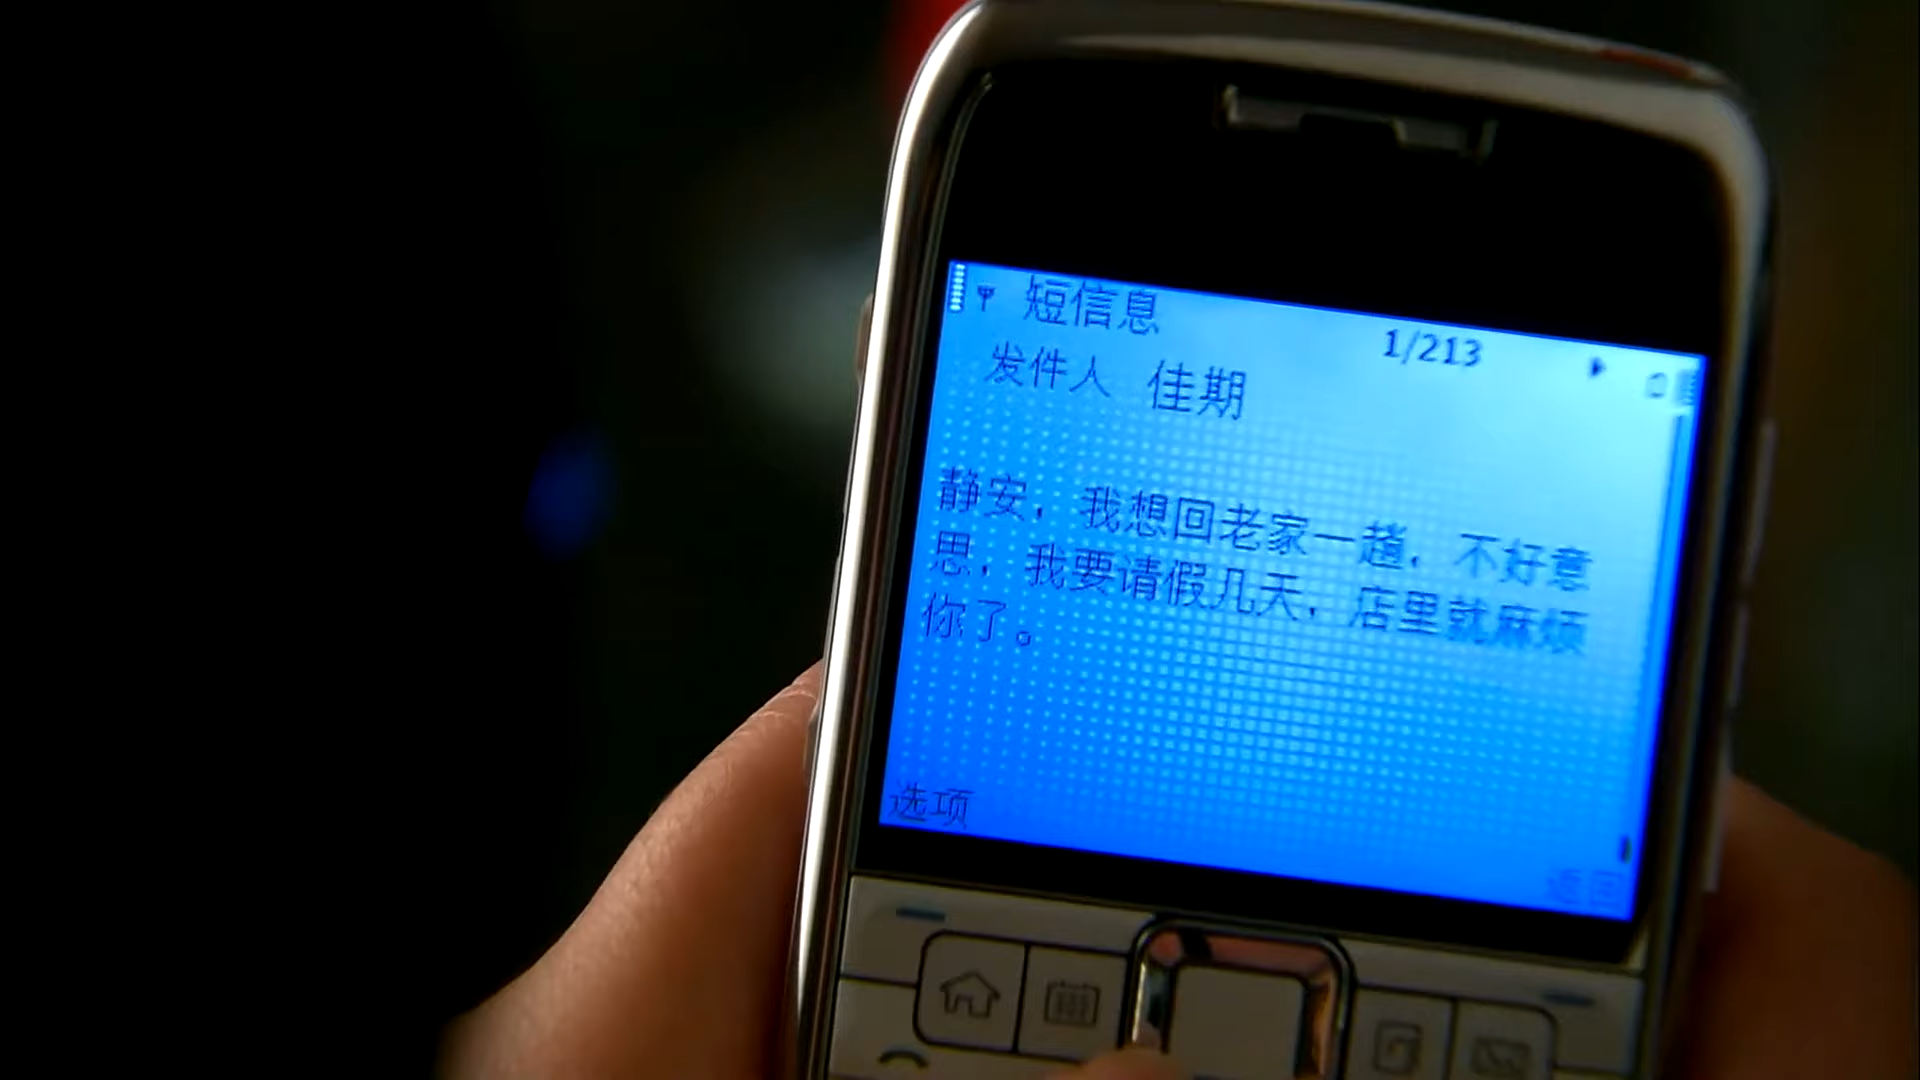 短信息
1/213
发件人 佳期
静安，我想回老家一趟，不好意
思，我要请假几天，店里就麻烦
你了。
选项
返回